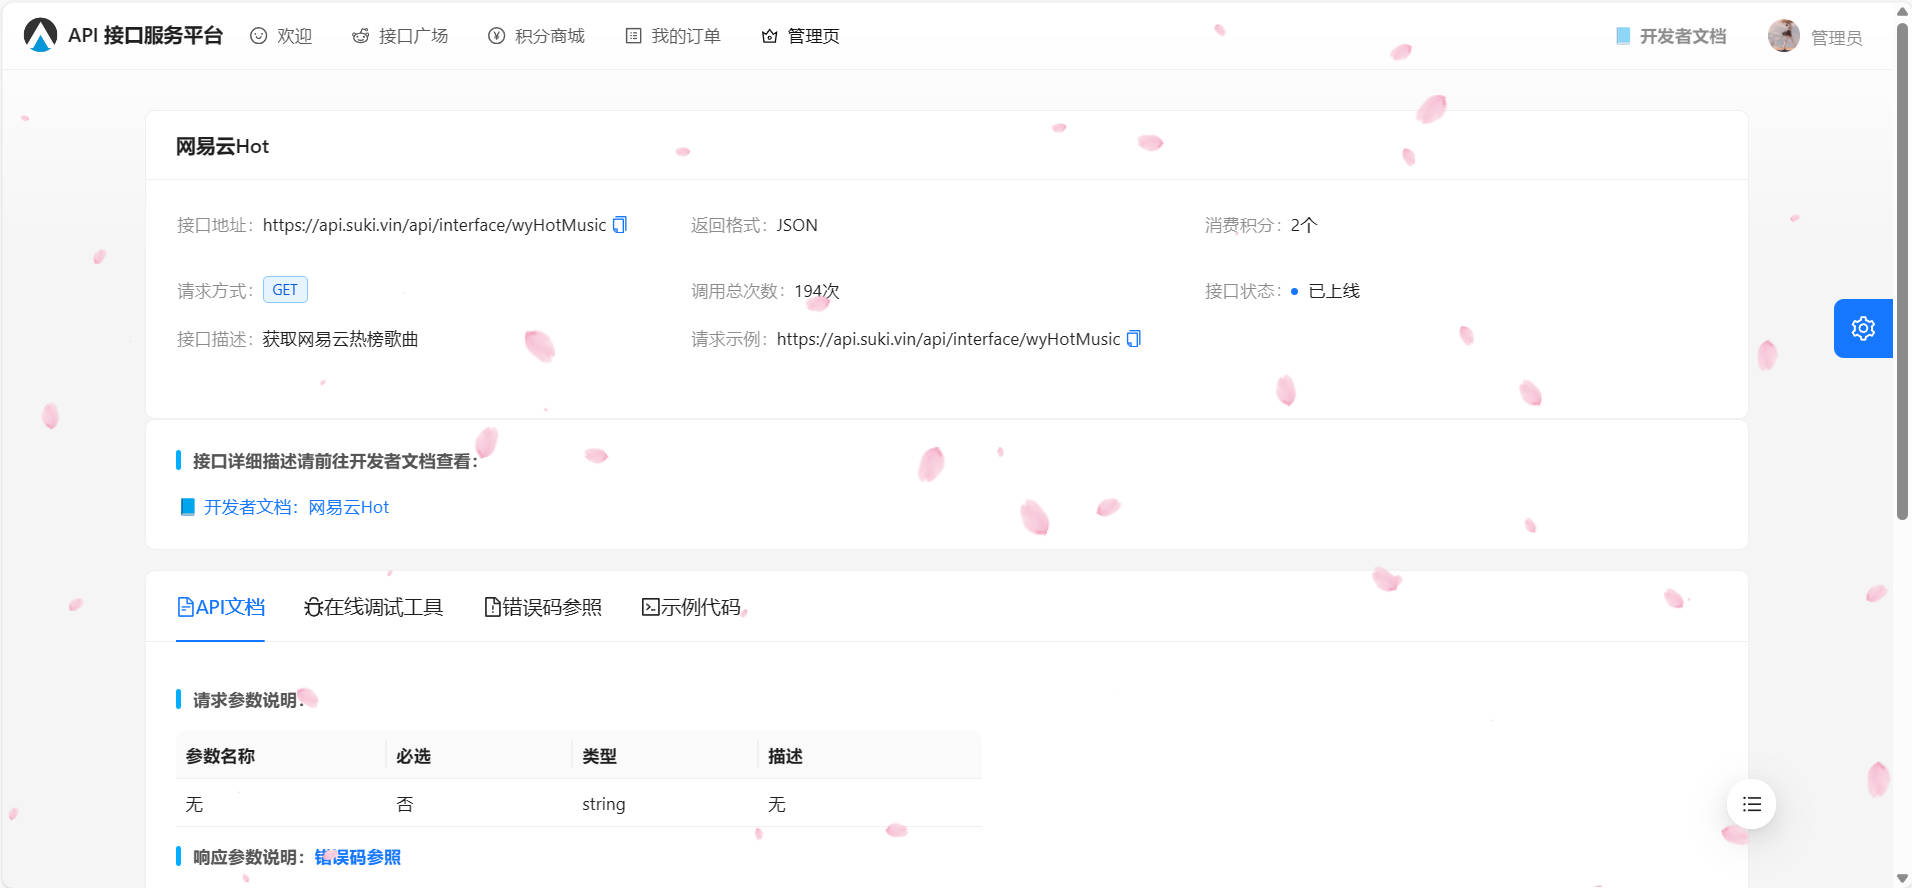 API 接口服务平台 欢迎 接口广场 积分商城 我的订单 管理页 开发者文档 管理员
网易云Hot
接口地址：https://api.suki.vin/api/interface/wyHotMusic 返回格式：JSON 消费积分：2个
请求方式：GET 调用总次数：194次 接口状态：已上线
接口描述：获取网易云热榜歌曲 请求示例：https://api.suki.vin/api/interface/wyHotMusic
接口详细描述请前往开发者文档查看：
开发者文档：网易云Hot
API文档 在线调试工具 错误码参照 示例代码
请求参数说明：
参数名称 必选 类型 描述
无 否 string 无
响应参数说明：错误码参照